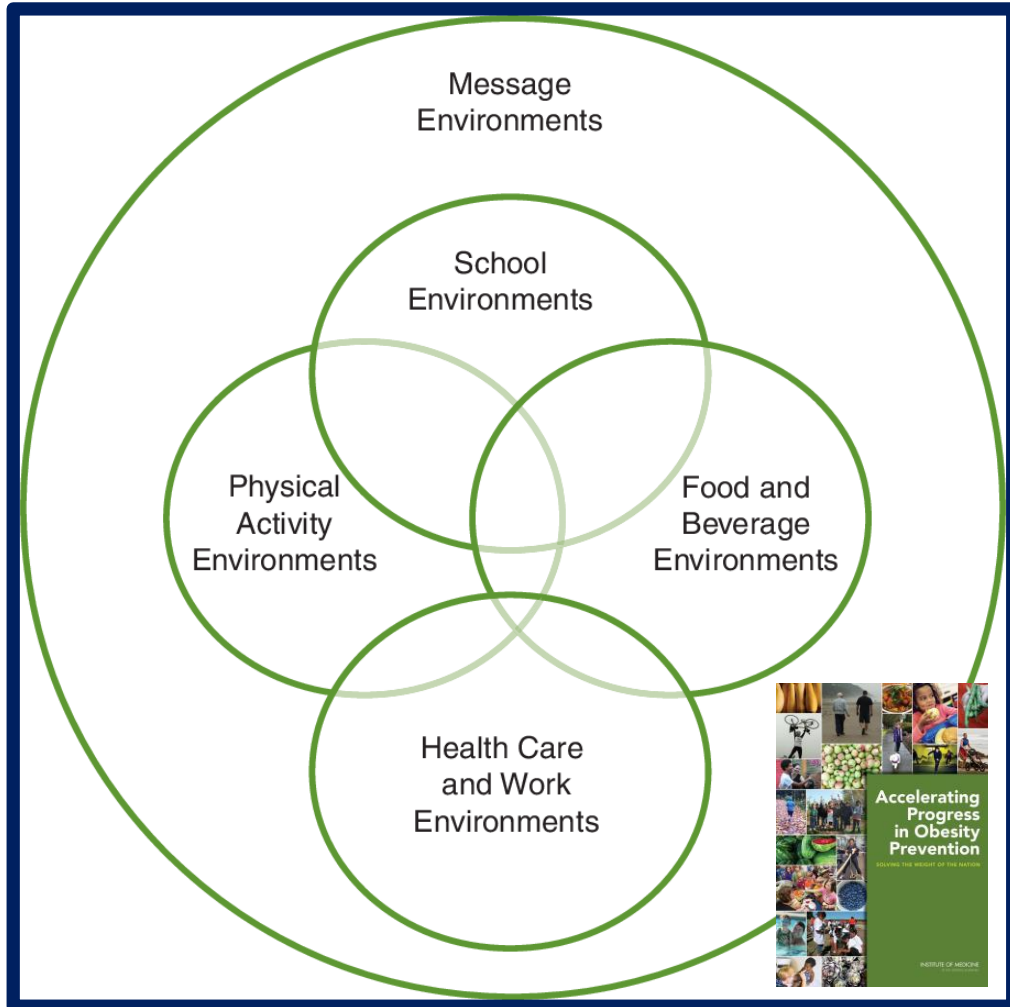 Message
Environments
School
Environments
Physical
Activity
Environments
Food and
Beverage
Environments
Health Care
and Work
Environments
Accelerating
Progress
in Obesity
Prevention
SOLVING THE WEIGHT OF THE NATION
INSTITUTE OF MEDICINE